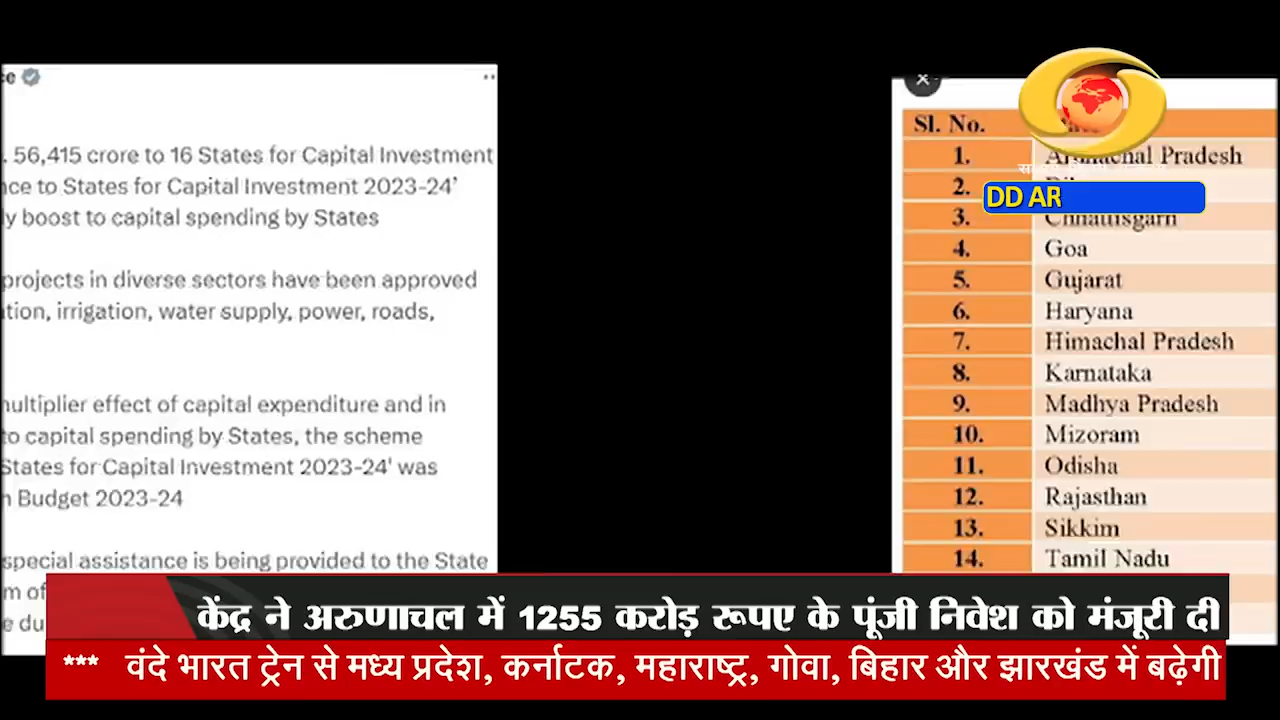 ce
. 56,415 crore to 16 States for Capital Investment
nce to States for Capital Investment 2023-24'
ly boost to capital spending by States
projects in diverse sectors have been approved
ation, irrigation, water supply, power, roads,
multiplier effect of capital expenditure and in
to capital spending by States, the scheme
States for Capital Investment 2023-24' was
n Budget 2023-24
special assistance is being provided to the State
m of
e du
Sl. No.
1. Arunachal Pradesh
2.
DD AR
3. Chhattisgarh
4. Goa
5. Gujarat
6. Haryana
7. Himachal Pradesh
8. Karnataka
9. Madhya Pradesh
10. Mizoram
11. Odisha
12. Rajasthan
13. Sikkim
14. Tamil Nadu
केंद्र ने अरुणाचल में 1255 करोड़ रूपए के पूंजी निवेश को मंजूरी दी
*** वंदे भारत ट्रेन से मध्य प्रदेश, कर्नाटक, महाराष्ट्र, गोवा, बिहार और झारखंड में बढ़ेगी